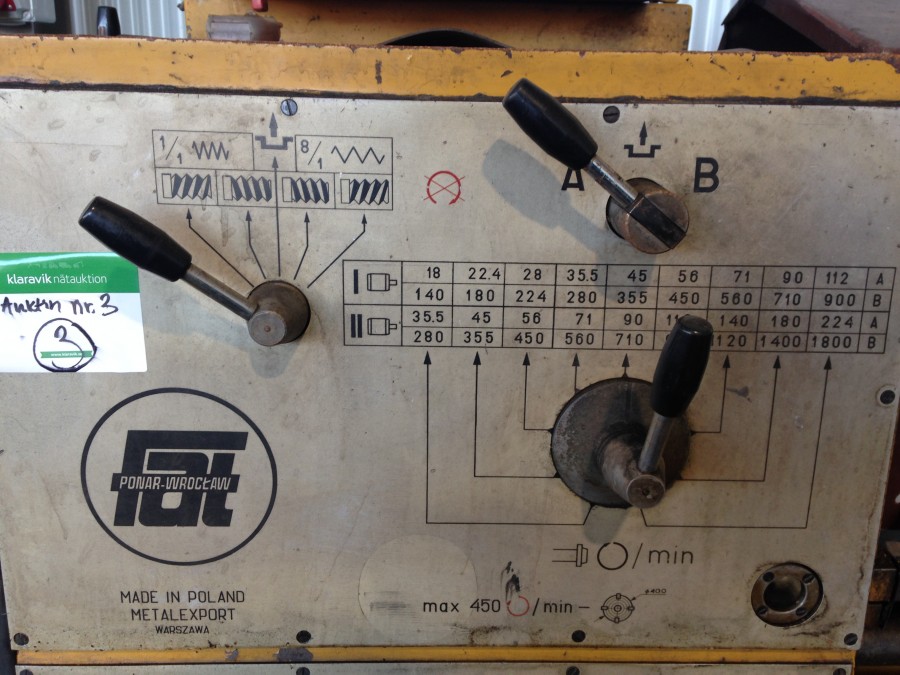 1/1 8/1
A B
18 22.4 28 35.5 45 56 71 90 112 A
140 180 224 280 355 450 560 710 900 B
35.5 45 56 71 90 140 180 224 A
280 355 450 560 710 1400 1800 B
klaravik nätauktion
nr. 3
3
fat
PONAR-WROCŁAW
MADE IN POLAND
METALEXPORT
WARSZAWA
/min
max 450 /min – ⌀400